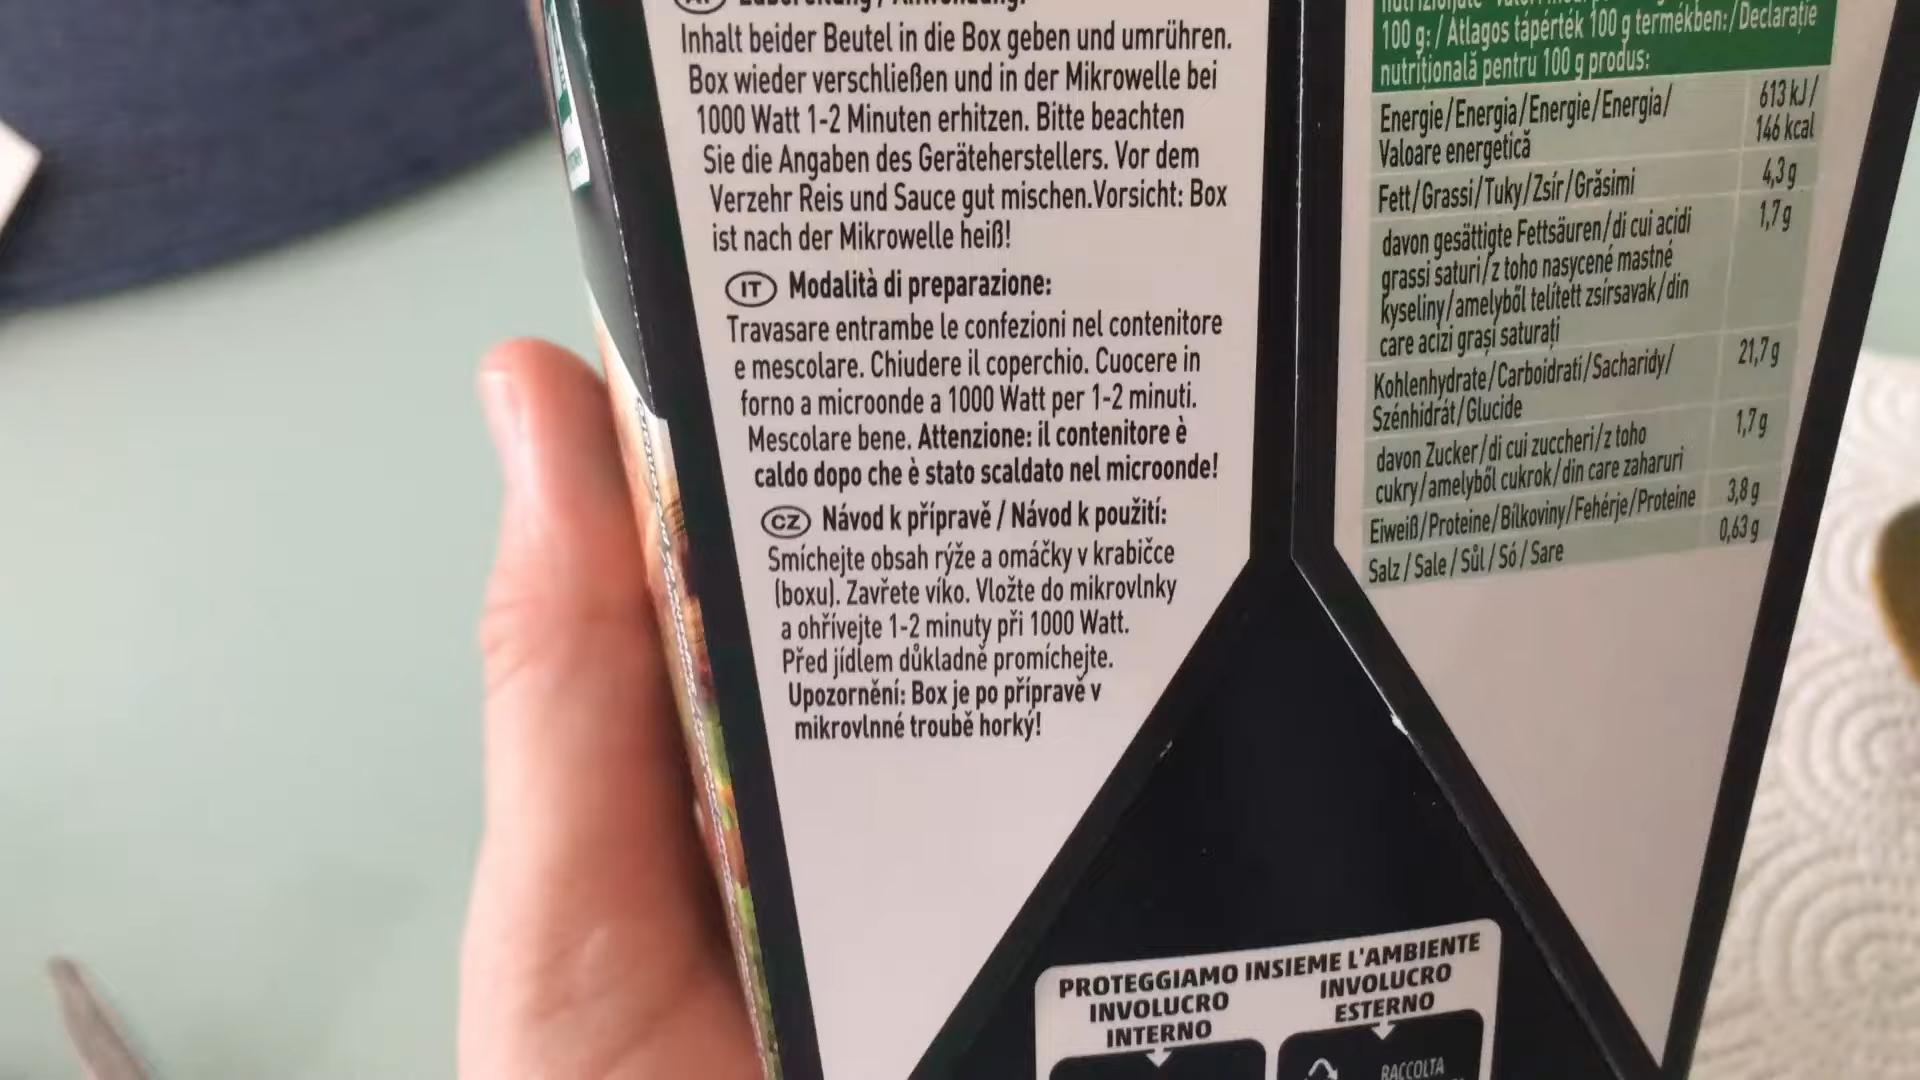 Zubereitung / Anwendung:
Inhalt beider Beutel in die Box geben und umrühren.
Box wieder verschließen und in der Mikrowelle bei
1000 Watt 1-2 Minuten erhitzen. Bitte beachten
Sie die Angaben des Geräteherstellers. Vor dem
Verzehr Reis und Sauce gut mischen.Vorsicht: Box
ist nach der Mikrowelle heiß!
IT Modalità di preparazione:
Travasare entrambe le confezioni nel contenitore
e mescolare. Chiudere il coperchio. Cuocere in
forno a microonde a 1000 Watt per 1-2 minuti.
Mescolare bene. Attenzione: il contenitore è
caldo dopo che è stato scaldato nel microonde!
CZ Návod k přípravě / Návod k použití:
Smíchejte obsah rýže a omáčky v krabičce
(boxu). Zavřete víko. Vložte do mikrovlnky
a ohřívejte 1-2 minuty při 1000 Watt.
Před jídlem důkladně promíchejte.
Upozornění: Box je po přípravě v
mikrovlnné troubě horký!
100 g: / Átlagos tápérték 100 g termékben: / Declarație
nutrițională pentru 100 g produs:
Energie/Energia/Energie/Energia/ 613 kJ/
Valoare energetică 146 kcal
Fett/Grassi/Tuky/Zsír/Grăsimi 4,3 g
davon gesättigte Fettsäuren/di cui acidi 1,7 g
grassi saturi/z toho nasycené mastné
kyseliny/amelyből telített zsírsavak/din
care acizi grași saturați
Kohlenhydrate/Carboidrati/Sacharidy/ 21,7 g
Szénhidrát/Glucide
davon Zucker/di cui zuccheri/z toho 1,7 g
cukry/amelyből cukrok/din care zaharuri
Eiweiß/Proteine/Bílkoviny/Fehérje/Proteine 3,8 g
Salz/Sale/Sůl/Só/Sare 0,63 g
PROTEGGIAMO INSIEME L'AMBIENTE
INVOLUCRO
INTERNO
INVOLUCRO
ESTERNO
RACCOLTA